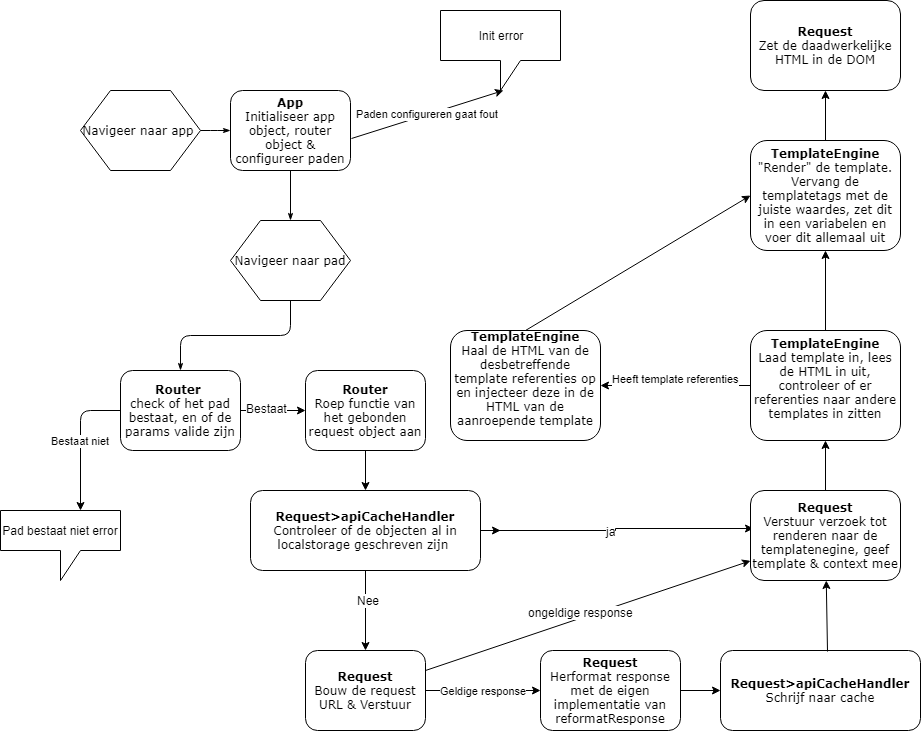 Init error
Request
Zet de daadwerkelijke
HTML in de DOM
Navigeer naar app
App
Initialiseer app
object, router
object &
configureer paden
Paden configureren gaat fout
TemplateEngine
"Render" de template.
Vervang de
templatetags met de
juiste waardes, zet dit
in een variabelen en
voer dit allemaal uit
Navigeer naar pad
TemplateEngine
Haal de HTML van de
desbetreffende
template referenties op
en injecteer deze in de
HTML van de
aanroepende template
Heeft template referenties
TemplateEngine
Laad template in, lees
de HTML in uit,
controleer of er
referenties naar andere
templates in zitten
Router
check of het pad
bestaat, en of de
params valide zijn
Bestaat
Router
Roep functie van
het gebonden
request object aan
Bestaat niet
Pad bestaat niet error
Request>apiCacheHandler
Controleer of de objecten al in
localstorage geschreven zijn
ja
Request
Verstuur verzoek tot
renderen naar de
templatenegine, geef
template & context mee
Nee
ongeldige response
Request
Bouw de request
URL & Verstuur
Geldige response
Request
Herformat response
met de eigen
implementatie van
reformatResponse
Request>apiCacheHandler
Schrijf naar cache